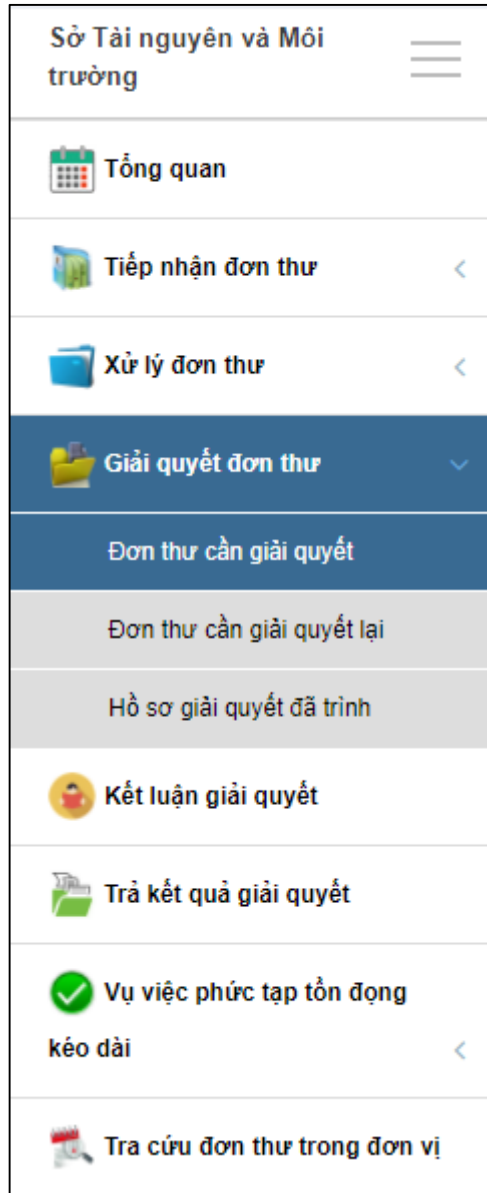 Sở Tài nguyên và Môi
trường
Tổng quan
Tiếp nhận đơn thư
Xử lý đơn thư
Giải quyết đơn thư
Đơn thư cần giải quyết
Đơn thư cần giải quyết lại
Hồ sơ giải quyết đã trình
Kết luận giải quyết
Trả kết quả giải quyết
Vụ việc phức tạp tồn đọng
kéo dài
Tra cứu đơn thư trong đơn vị